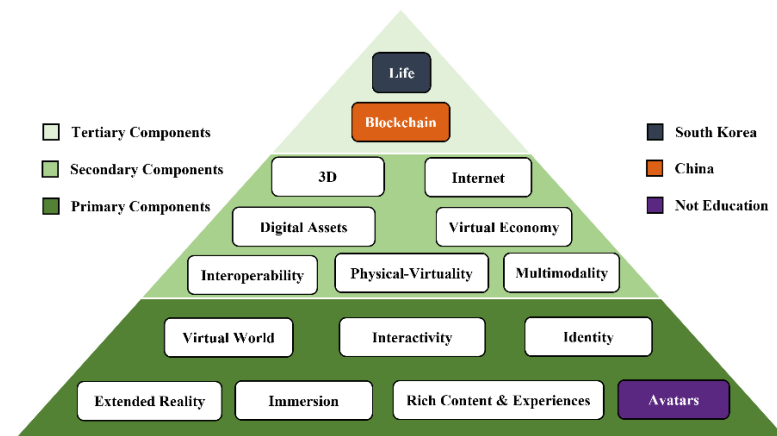 Life
Blockchain
Tertiary Components
Secondary Components
Primary Components
South Korea
China
Not Education
3D
Internet
Digital Assets
Virtual Economy
Interoperability
Physical-Virtuality
Multimodality
Virtual World
Interactivity
Identity
Extended Reality
Immersion
Rich Content & Experiences
Avatars